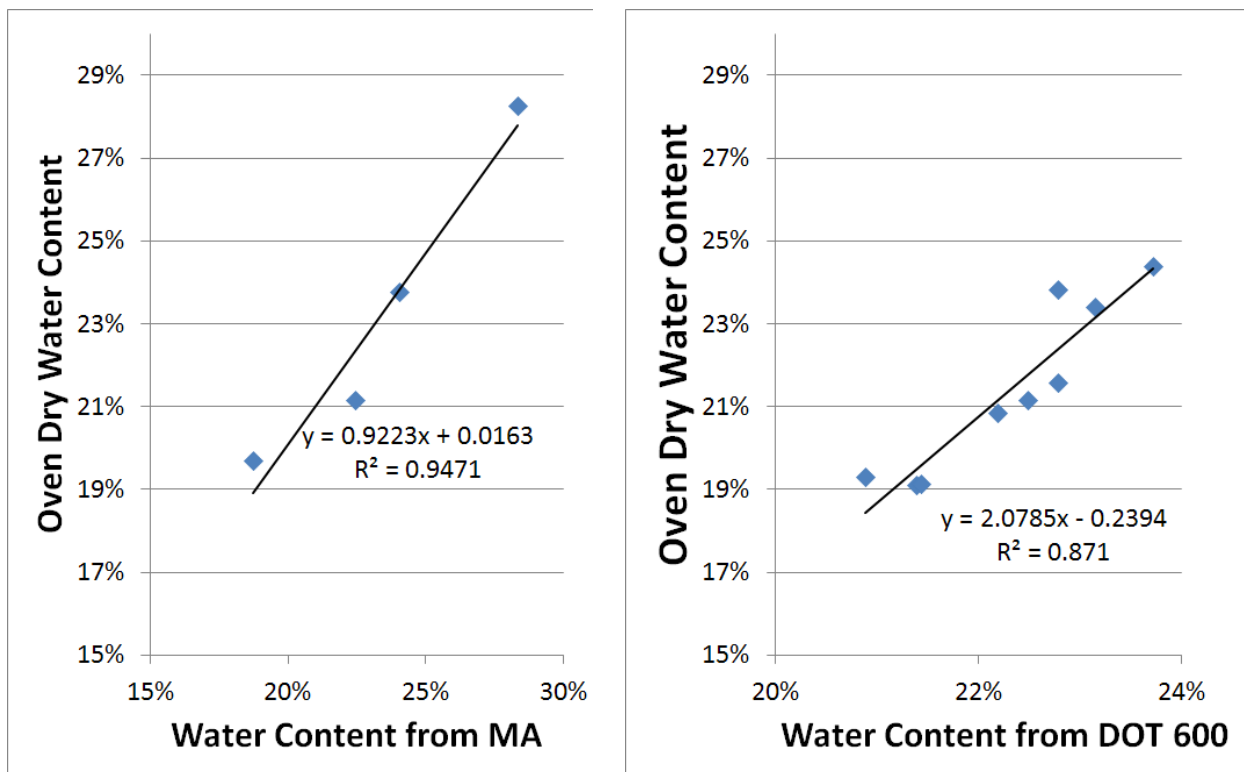 Oven Dry Water Content
29%
27%
25%
23%
21%
19%
17%
15%
y = 0.9223x + 0.0163
R² = 0.9471
15%
20%
25%
30%
Water Content from MA
Oven Dry Water Content
29%
27%
25%
23%
21%
19%
17%
15%
y = 2.0785x - 0.2394
R² = 0.871
20%
22%
24%
Water Content from DOT 600